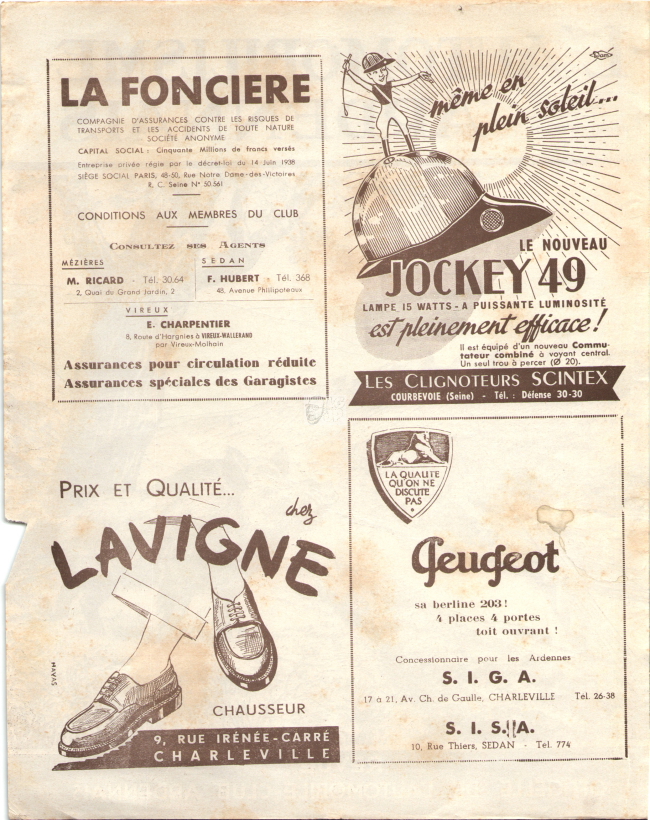 LA FONCIERE
COMPAGNIE D'ASSURANCES CONTRE LES RISQUES DE
TRANSPORTS ET LES ACCIDENTS DE TOUTE NATURE
SOCIÉTÉ ANONYME
CAPITAL SOCIAL : Cinquante Millions de francs versés
Entreprise privée régie par le décret-loi du 14 Juin 1938
SIÈGE SOCIAL PARIS, 48-50, Rue Notre Dame-des-Victoires
R. C. Seine N° 50.561
CONDITIONS AUX MEMBRES DU CLUB
CONSULTEZ SES AGENTS
MÉZIÈRES
M. RICARD - Tél. 30.64
2, Quai du Grand Jardin, 2
SEDAN
F. HUBERT - Tél. 368
48, Avenue Philippoteaux
VIREUX
E. CHARPENTIER
8, Route d'Hargnies à VIREUX-WALLERAND
par Vireux-Molhain
Assurances pour circulation réduite
Assurances spéciales des Garagistes
même en
plein soleil...
LE NOUVEAU
JOCKEY 49
LAMPE 15 WATTS - A PUISSANTE LUMINOSITÉ
est pleinement efficace !
Il est équipé d'un nouveau Commu-
tateur combiné à voyant central.
Un seul trou à percer (Ø 20).
LES CLIGNOTEURS SCINTEX
COURBEVOIE (Seine) - Tél. : Défense 30-30
PRIX ET QUALITÉ...
chez
LAVIGNE
MAVAS
CHAUSSEUR
9, RUE IRÉNÉE-CARRÉ
CHARLEVILLE
LA QUALITÉ
QU'ON NE
DISCUTE
PAS
Peugeot
sa berline 203 !
4 places 4 portes
toit ouvrant !
Concessionnaire pour les Ardennes
S. I. G. A.
17 à 21, Av. Ch. de Gaulle, CHARLEVILLE Tel. 26-38
S. I. S. A.
10, Rue Thiers, SEDAN - Tel. 774